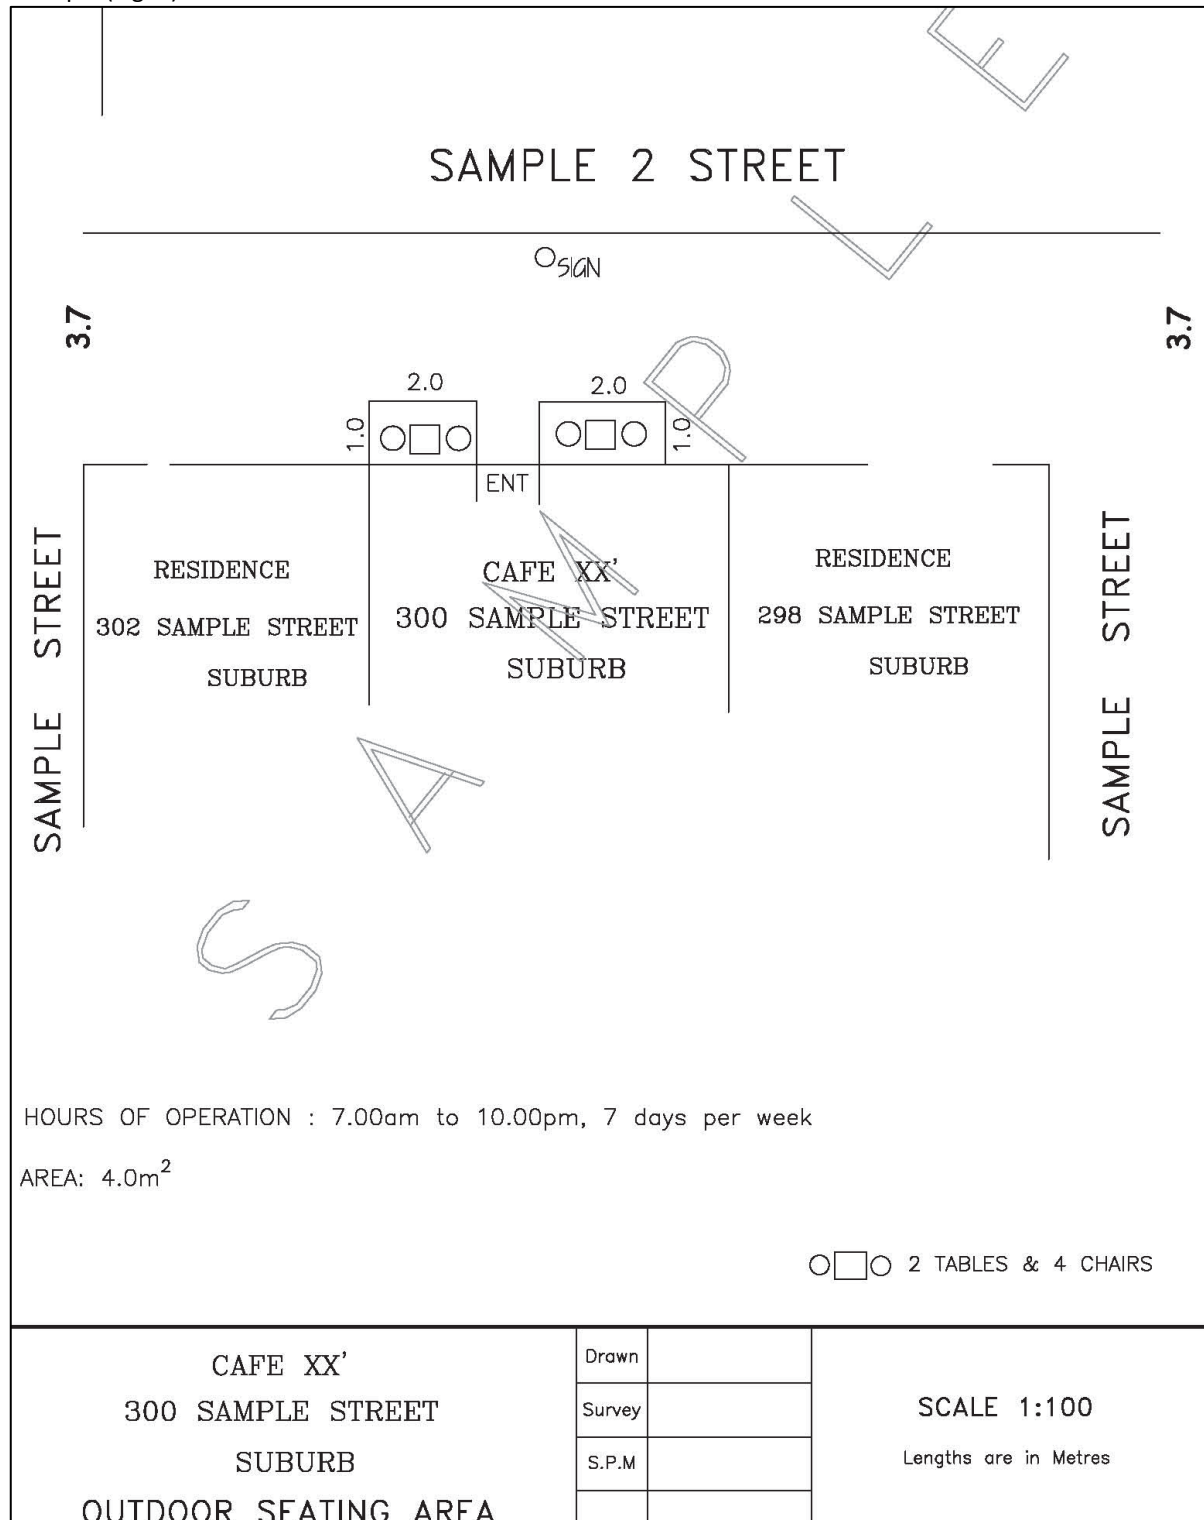 SAMPLE 2 STREET
SIGN
3.7
3.7
2.0
2.0
1.0
1.0
ENT
SAMPLE STREET
RESIDENCE
302 SAMPLE STREET
SUBURB
CAFE XX'
300 SAMPLE STREET
SUBURB
RESIDENCE
298 SAMPLE STREET
SUBURB
SAMPLE STREET
SAMPLE
HOURS OF OPERATION : 7.00am to 10.00pm, 7 days per week
AREA: 4.0m²
2 TABLES & 4 CHAIRS
CAFE XX'
300 SAMPLE STREET
SUBURB
OUTDOOR SEATING AREA
Drawn
Survey
S.P.M
SCALE 1:100
Lengths are in Metres